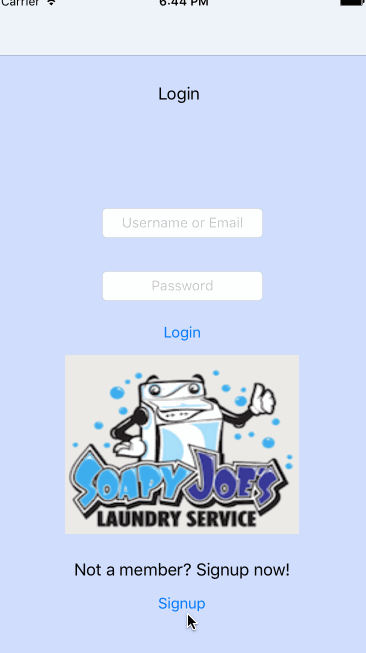 Carrier 6:44 PM
Login
Username or Email
Password
Login
SOAPY JOE'S
LAUNDRY SERVICE
Not a member? Signup now!
Signup